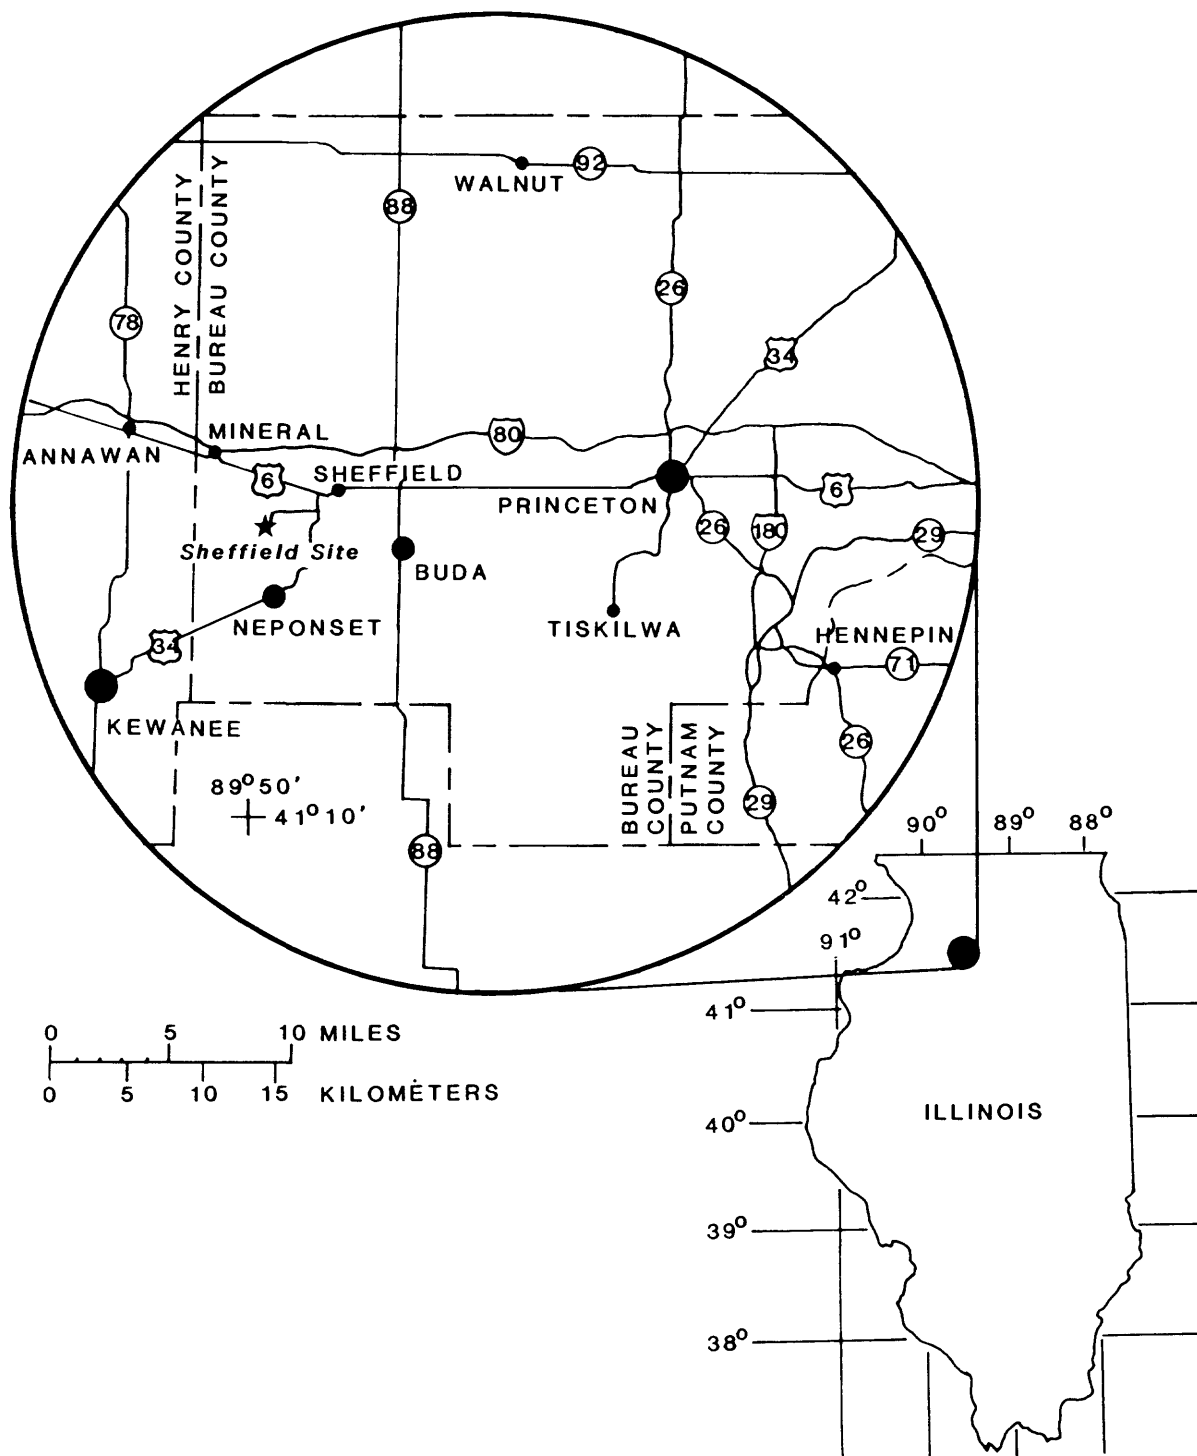 WALNUT
92
88
HENRY COUNTY
BUREAU COUNTY
26
78
34
80
MINERAL
ANNAWAN
6
SHEFFIELD
PRINCETON
6
26
180
29
Sheffield Site
BUDA
NEPONSET
TISKILWA
HENNEPIN
34
71
KEWANEE
26
BUREAU
COUNTY
PUTNAM
COUNTY
89° 50'
41° 10'
29
88
90° 89° 88°
42°
91°
41°
0 5 10 MILES
0 5 10 15 KILOMETERS
ILLINOIS
40°
39°
38°